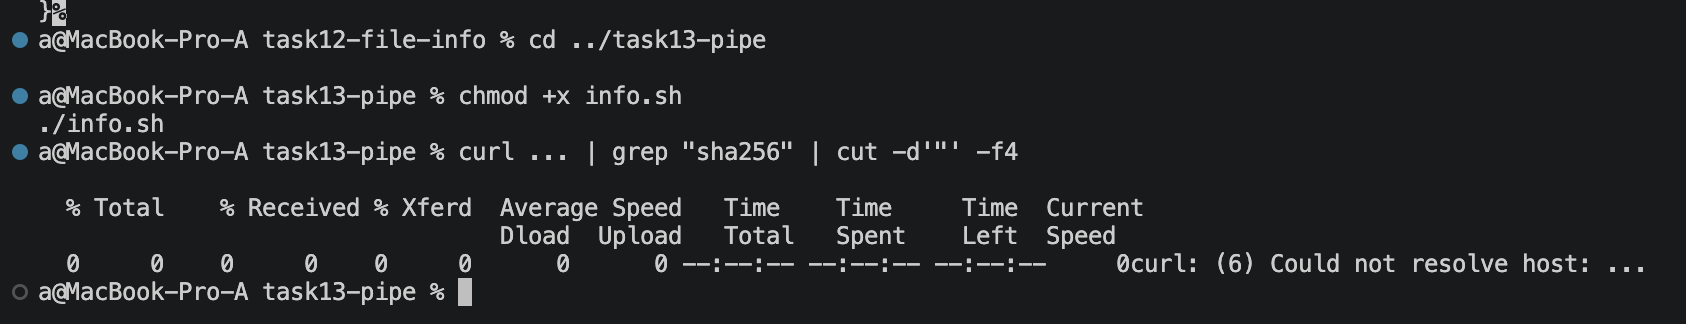 }%
a@MacBook-Pro-A task12-file-info % cd ../task13-pipe
a@MacBook-Pro-A task13-pipe % chmod +x info.sh
./info.sh
a@MacBook-Pro-A task13-pipe % curl ... | grep "sha256" | cut -d'"' -f4
% Total    % Received % Xferd  Average Speed   Time    Time     Time  Current
Dload  Upload   Total   Spent    Left  Speed
0     0    0     0    0     0      0      0 --:--:-- --:--:-- --:--:--     0curl: (6) Could not resolve host: ...
a@MacBook-Pro-A task13-pipe %